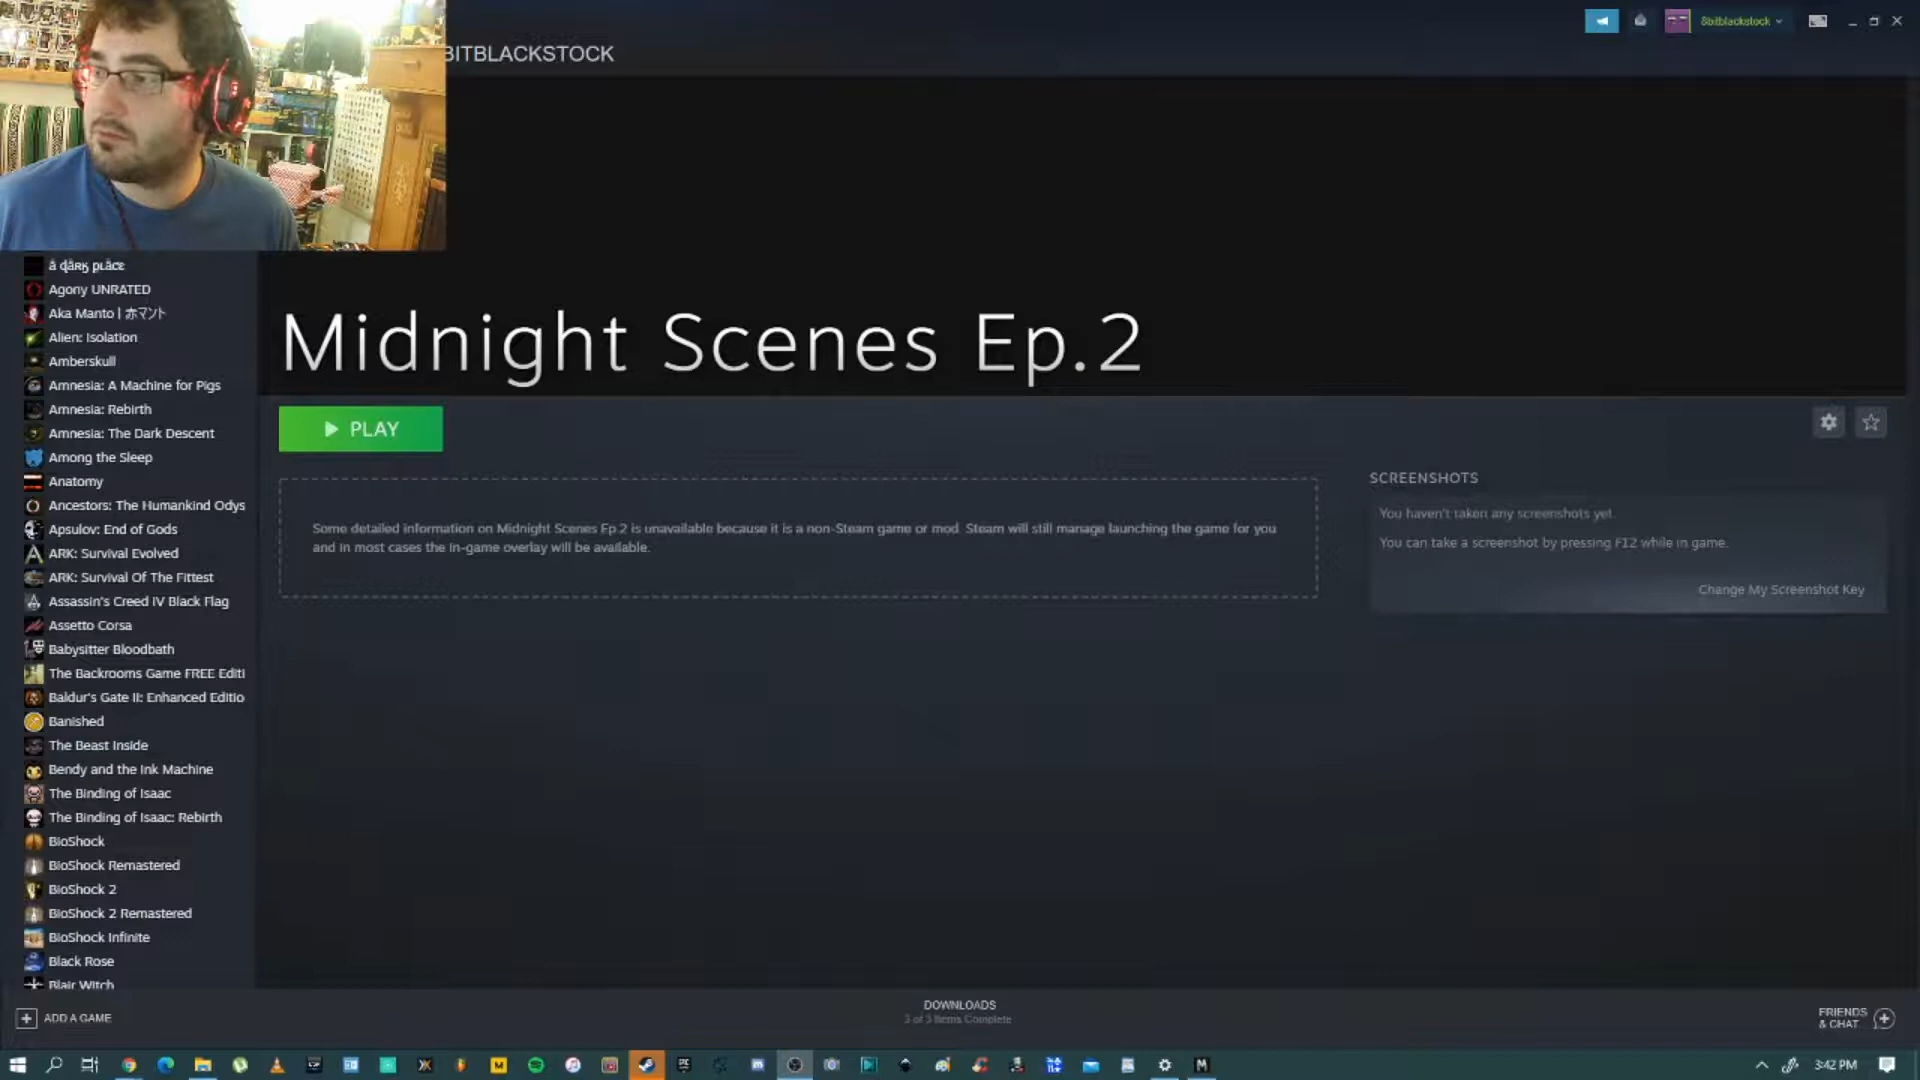 8bitblackstock
BITBLACKSTOCK
Midnight Scenes Ep.2
PLAY
Some detailed information on Midnight Scenes Ep.2 is unavailable because it is a non-Steam game or mod. Steam will still manage launching the game for you
and in most cases the in-game overlay will be available.
SCREENSHOTS
You haven't taken any screenshots yet.
You can take a screenshot by pressing F12 while in game.
Change My Screenshot Key
Agony UNRATED
Aka Manto | 赤マント
Alien: Isolation
Amberskull
Amnesia: A Machine for Pigs
Amnesia: Rebirth
Amnesia: The Dark Descent
Among the Sleep
Anatomy
Ancestors: The Humankind Odys
Apsulov: End of Gods
ARK: Survival Evolved
ARK: Survival Of The Fittest
Assassin's Creed IV Black Flag
Assetto Corsa
Babysitter Bloodbath
The Backrooms Game FREE Editi
Baldur's Gate II: Enhanced Editio
Banished
The Beast Inside
Bendy and the Ink Machine
The Binding of Isaac
The Binding of Isaac: Rebirth
BioShock
BioShock Remastered
BioShock 2
BioShock 2 Remastered
BioShock Infinite
Black Rose
Blair Witch
ADD A GAME
DOWNLOADS
3 of 3 Items Complete
FRIENDS
& CHAT
3:42 PM